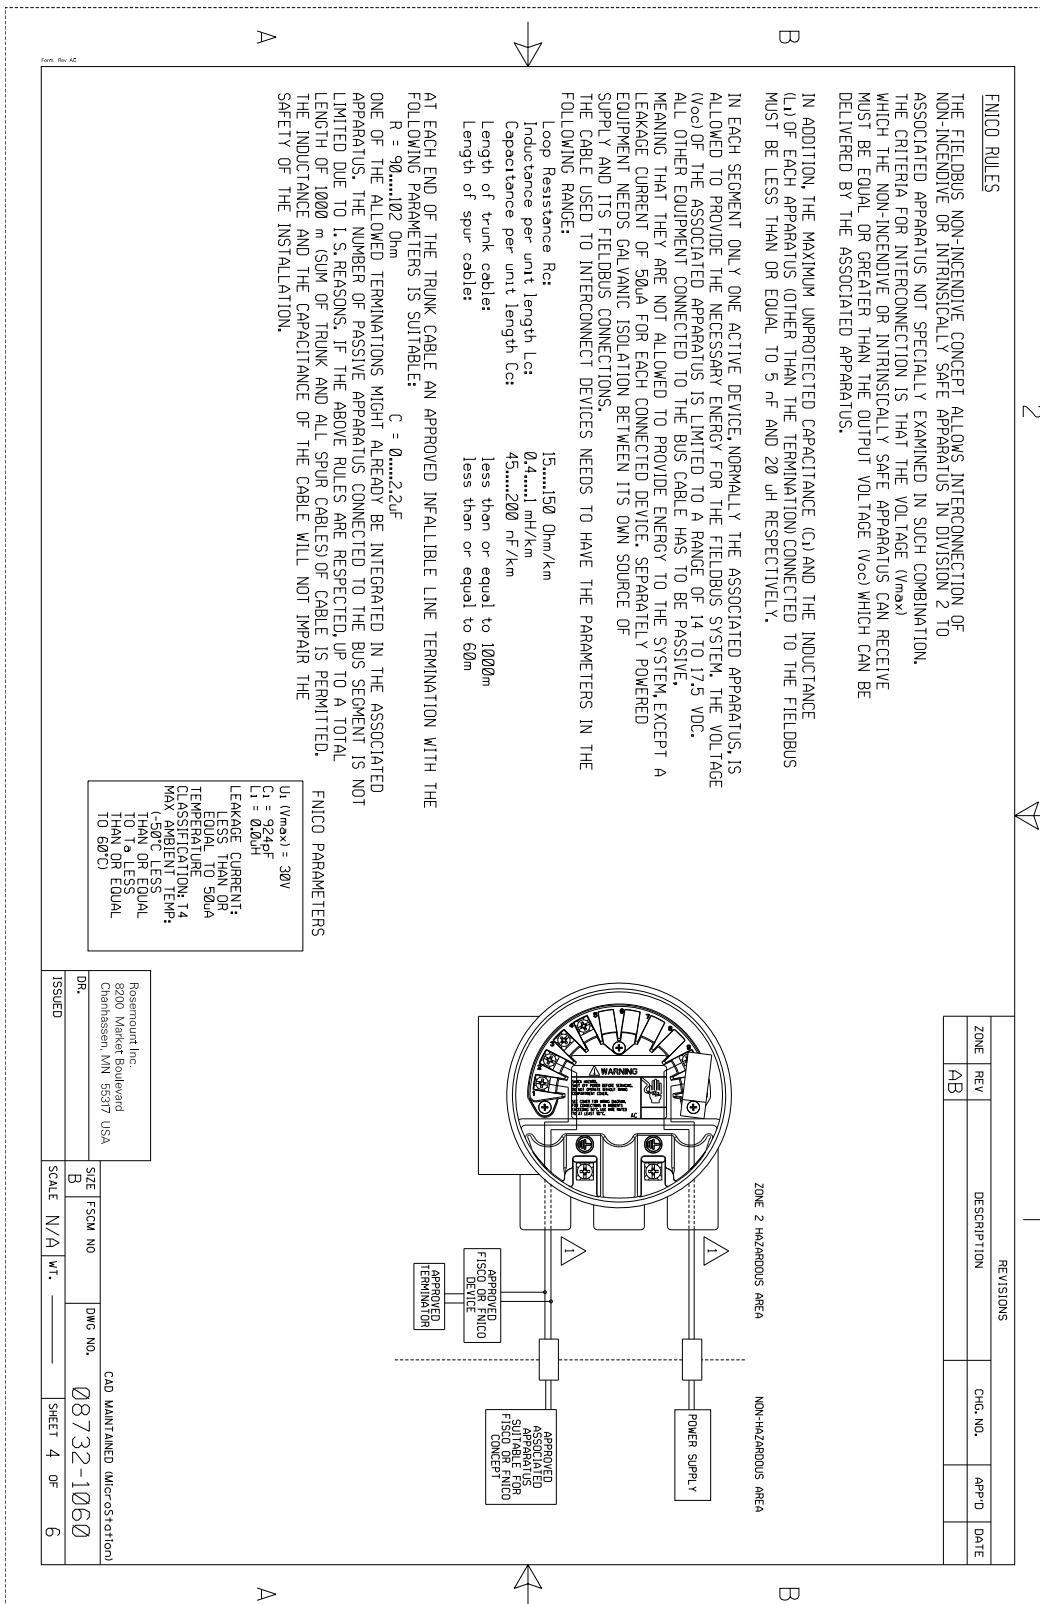 Form Rev AC
A
B
2
1
FNICO RULES
THE FIELDBUS NON-INCENDIVE CONCEPT ALLOWS INTERCONNECTION OF
NON-INCENDIVE OR INTRINSICALLY SAFE APPARATUS IN DIVISION 2 TO
ASSOCIATED APPARATUS NOT SPECIALLY EXAMINED IN SUCH COMBINATION.
THE CRITERIA FOR INTERCONNECTION IS THAT THE VOLTAGE (Vmax)
WHICH THE NON-INCENDIVE OR INTRINSICALLY SAFE APPARATUS CAN RECEIVE
MUST BE EQUAL OR GREATER THAN THE OUTPUT VOLTAGE (Voc) WHICH CAN BE
DELIVERED BY THE ASSOCIATED APPARATUS.
IN ADDITION, THE MAXIMUM UNPROTECTED CAPACITANCE (Ci) AND THE INDUCTANCE
(Li) OF EACH APPARATUS (OTHER THAN THE TERMINATION) CONNECTED TO THE FIELDBUS
MUST BE LESS THAN OR EQUAL TO 5 nF AND 20 uH RESPECTIVELY.
IN EACH SEGMENT ONLY ONE ACTIVE DEVICE, NORMALLY THE ASSOCIATED APPARATUS, IS
ALLOWED TO PROVIDE THE NECESSARY ENERGY FOR THE FIELDBUS SYSTEM. THE VOLTAGE
(Voc) OF THE ASSOCIATED APPARATUS IS LIMITED TO A RANGE OF 14 TO 17.5 VDC.
ALL OTHER EQUIPMENT CONNECTED TO THE BUS CABLE HAS TO BE PASSIVE,
MEANING THAT THEY ARE NOT ALLOWED TO PROVIDE ENERGY TO THE SYSTEM, EXCEPT A
LEAKAGE CURRENT OF 50uA FOR EACH CONNECTED DEVICE. SEPARATELY POWERED
EQUIPMENT NEEDS GALVANIC ISOLATION BETWEEN ITS OWN SOURCE OF
SUPPLY AND ITS FIELDBUS CONNECTIONS.
THE CABLE USED TO INTERCONNECT DEVICES NEEDS TO HAVE THE PARAMETERS IN THE
FOLLOWING RANGE:
Loop Resistance Rc: 15......150 Ohm/km
Inductance per unit length Lc: 0.4.....1 mH/km
Capacitance per unit length Cc: 45......200 nF/km
Length of trunk cable: less than or equal to 1000m
Length of spur cable: less than or equal to 60m
AT EACH END OF THE TRUNK CABLE AN APPROVED INFALLIBLE LINE TERMINATION WITH THE
FOLLOWING PARAMETERS IS SUITABLE:
R = 90......102 Ohm C = 0......2.2uF
ONE OF THE ALLOWED TERMINATIONS MIGHT ALREADY BE INTEGRATED IN THE ASSOCIATED
APPARATUS. THE NUMBER OF PASSIVE APPARATUS CONNECTED TO THE BUS SEGMENT IS NOT
LIMITED DUE TO I. S. REASONS. IF THE ABOVE RULES ARE RESPECTED, UP TO A TOTAL
LENGTH OF 1000 m (SUM OF TRUNK AND ALL SPUR CABLES) OF CABLE IS PERMITTED.
THE INDUCTANCE AND THE CAPACITANCE OF THE CABLE WILL NOT IMPAIR THE
SAFETY OF THE INSTALLATION.
FNICO PARAMETERS
Ui (Vmax) = 30V
Ci = 924pF
Li = 0.0uH
LEAKAGE CURRENT:
LESS THAN OR
EQUAL TO 50uA
TEMPERATURE
CLASSIFICATION: T4
MAX AMBIENT TEMP:
(-50°C LESS
THAN OR EQUAL
TO Ta LESS
THAN OR EQUAL
TO 60°C)
REVISIONS
ZONE REV DESCRIPTION CHG. NO. APP'D DATE
AB
ZONE 2 HAZARDOUS AREA
NON-HAZARDOUS AREA
WARNING
AC
1
1
POWER SUPPLY
APPROVED
ASSOCIATED
APPARATUS
SUITABLE FOR
FISCO OR FNICO
CONCEPT
APPROVED
FISCO OR FNICO
DEVICE
APPROVED
TERMINATOR
Rosemount Inc.
8200 Market Boulevard
Chanhassen, MN 55317 USA
CAD MAINTAINED (MicroStation)
DR.
ISSUED
SIZE B
FSCM NO
DWG NO. 08732-1060
SCALE N/A WT.
SHEET 4 OF 6
A
B